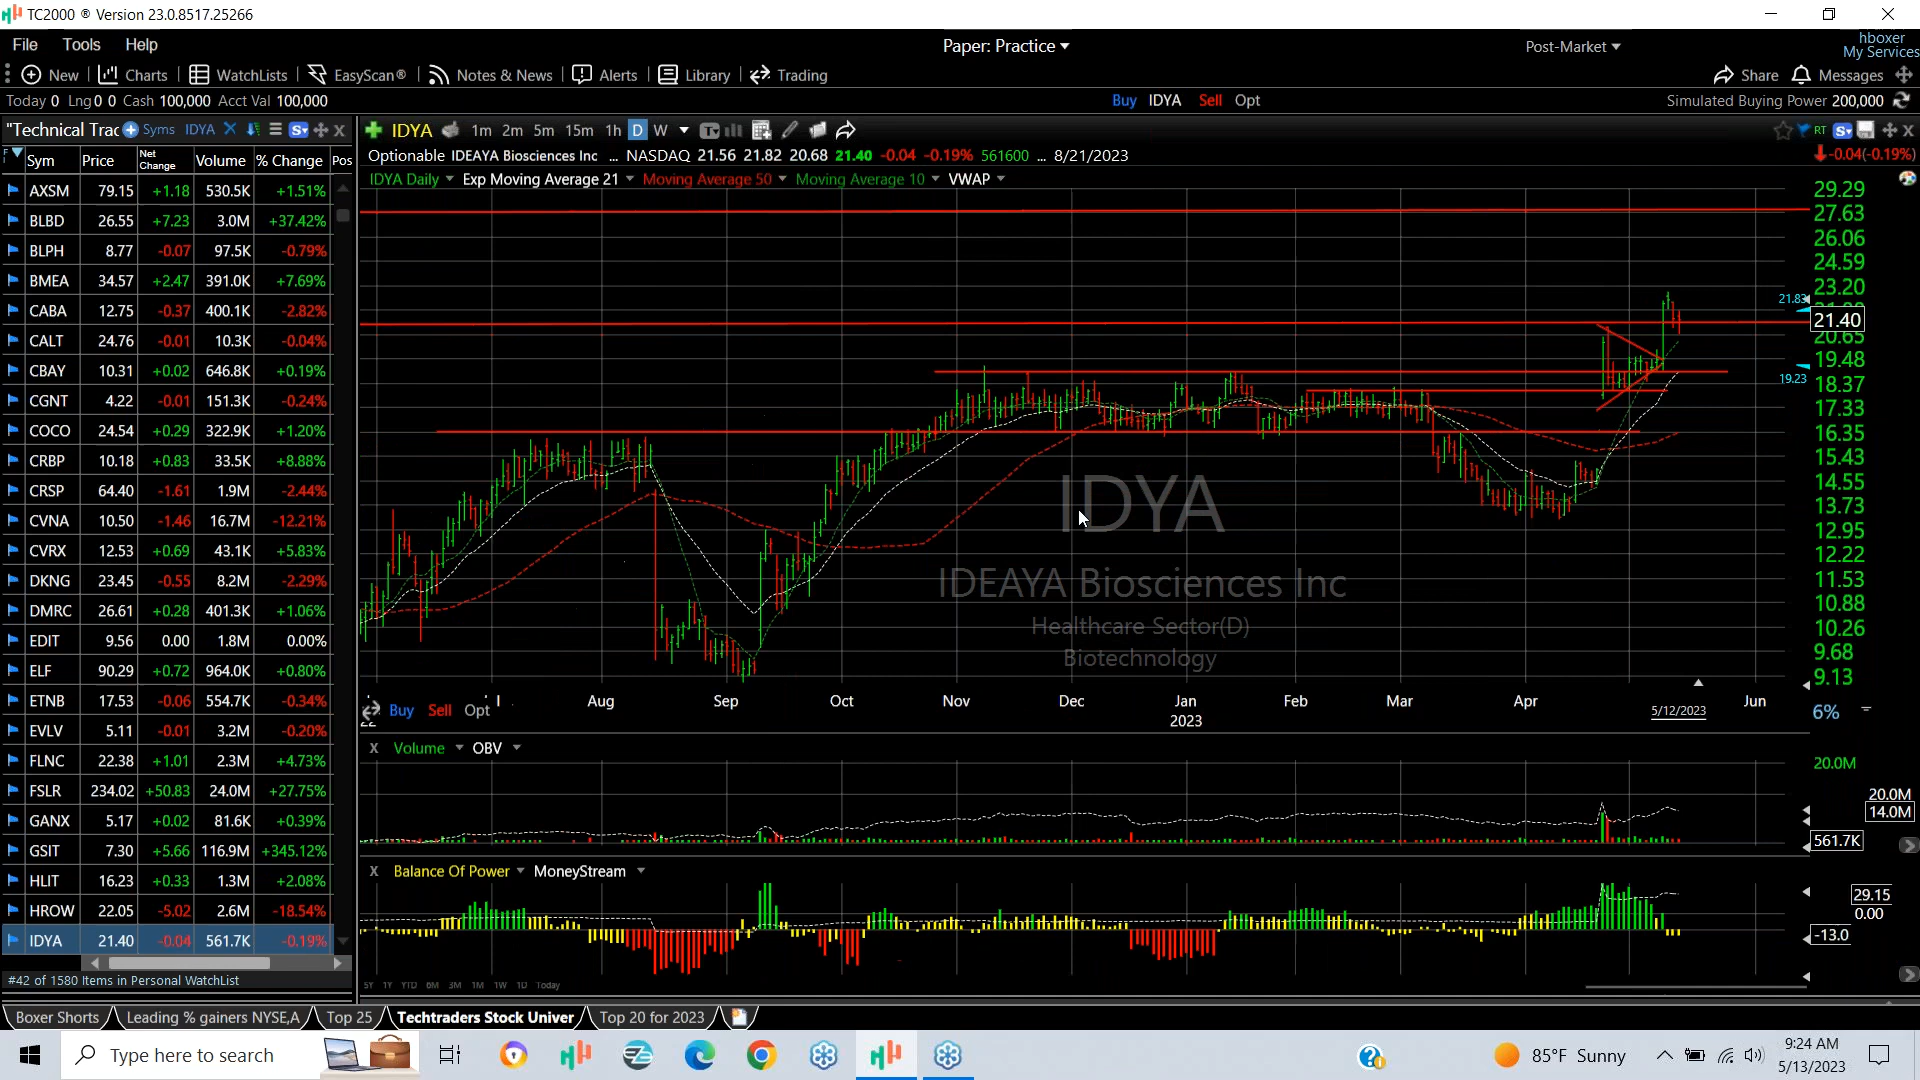 TC2000 ® Version 23.0.8517.25266
File Tools Help Paper: Practice Post-Market hboxer
My Services
New Charts WatchLists EasyScan® Notes & News Alerts Library Trading Share Messages
Today 0 Lng 0 0 Cash 100,000 Acct Val 100,000 Buy IDYA Sell Opt Simulated Buying Power 200,000
"Technical Trac Syms IDYA
IDYA 1m 2m 5m 15m 1h D W RT
Sym Price Net Change Volume % Change Pos
Optionable IDEAYA Biosciences Inc ... NASDAQ 21.56 21.82 20.68 21.40 -0.04 -0.19% 561600 ... 8/21/2023 -0.04(-0.19%)
IDYA Daily Exp Moving Average 21 Moving Average 50 Moving Average 10 VWAP
AXSM 79.15 +1.18 530.5K +1.51%
BLBD 26.55 +7.23 3.0M +37.42%
BLPH 8.77 -0.07 97.5K -0.79%
BMEA 34.57 +2.47 391.0K +7.69%
CABA 12.75 -0.37 400.1K -2.82%
CALT 24.76 -0.01 10.3K -0.04%
CBAY 10.31 +0.02 646.8K +0.19%
CGNT 4.22 -0.01 151.3K -0.24%
COCO 24.54 +0.29 322.9K +1.20%
CRBP 10.18 +0.83 33.5K +8.88%
CRSP 64.40 -1.61 1.9M -2.44%
CVNA 10.50 -1.46 16.7M -12.21%
CVRX 12.53 +0.69 43.1K +5.83%
DKNG 23.45 -0.55 8.2M -2.29%
DMRC 26.61 +0.28 401.3K +1.06%
EDIT 9.56 0.00 1.8M 0.00%
ELF 90.29 +0.72 964.0K +0.80%
ETNB 17.53 -0.06 554.7K -0.34%
EVLV 5.11 -0.01 3.2M -0.20%
FLNC 22.38 +1.01 2.3M +4.73%
FSLR 234.02 +50.83 24.0M +27.75%
GANX 5.17 +0.02 81.6K +0.39%
GSIT 7.30 +5.66 116.9M +345.12%
HLIT 16.23 +0.33 1.3M +2.08%
HROW 22.05 -5.02 2.6M -18.54%
IDYA 21.40 -0.04 561.7K -0.19%
#42 of 1580 Items in Personal WatchList
29.29
27.63
26.06
24.59
23.20
21.83
21.40
20.65
19.48
19.23
18.37
17.33
16.35
15.43
14.55
13.73
12.95
12.22
11.53
10.88
10.26
9.68
9.13
IDYA
IDEAYA Biosciences Inc
Healthcare Sector(D)
Biotechnology
Aug Sep Oct Nov Dec Jan Feb Mar Apr Jun
2023
5/12/2023
6%
Buy Sell Opt
X Volume OBV
20.0M
20.0M
14.0M
561.7K
X Balance Of Power MoneyStream
29.15
0.00
-13.0
5Y 1Y YTD 6M 3M 1M 1W 1D Today
Boxer Shorts Leading % gainers NYSE,A Top 25 Techtraders Stock Univer Top 20 for 2023
Type here to search
85°F Sunny
9:24 AM
5/13/2023